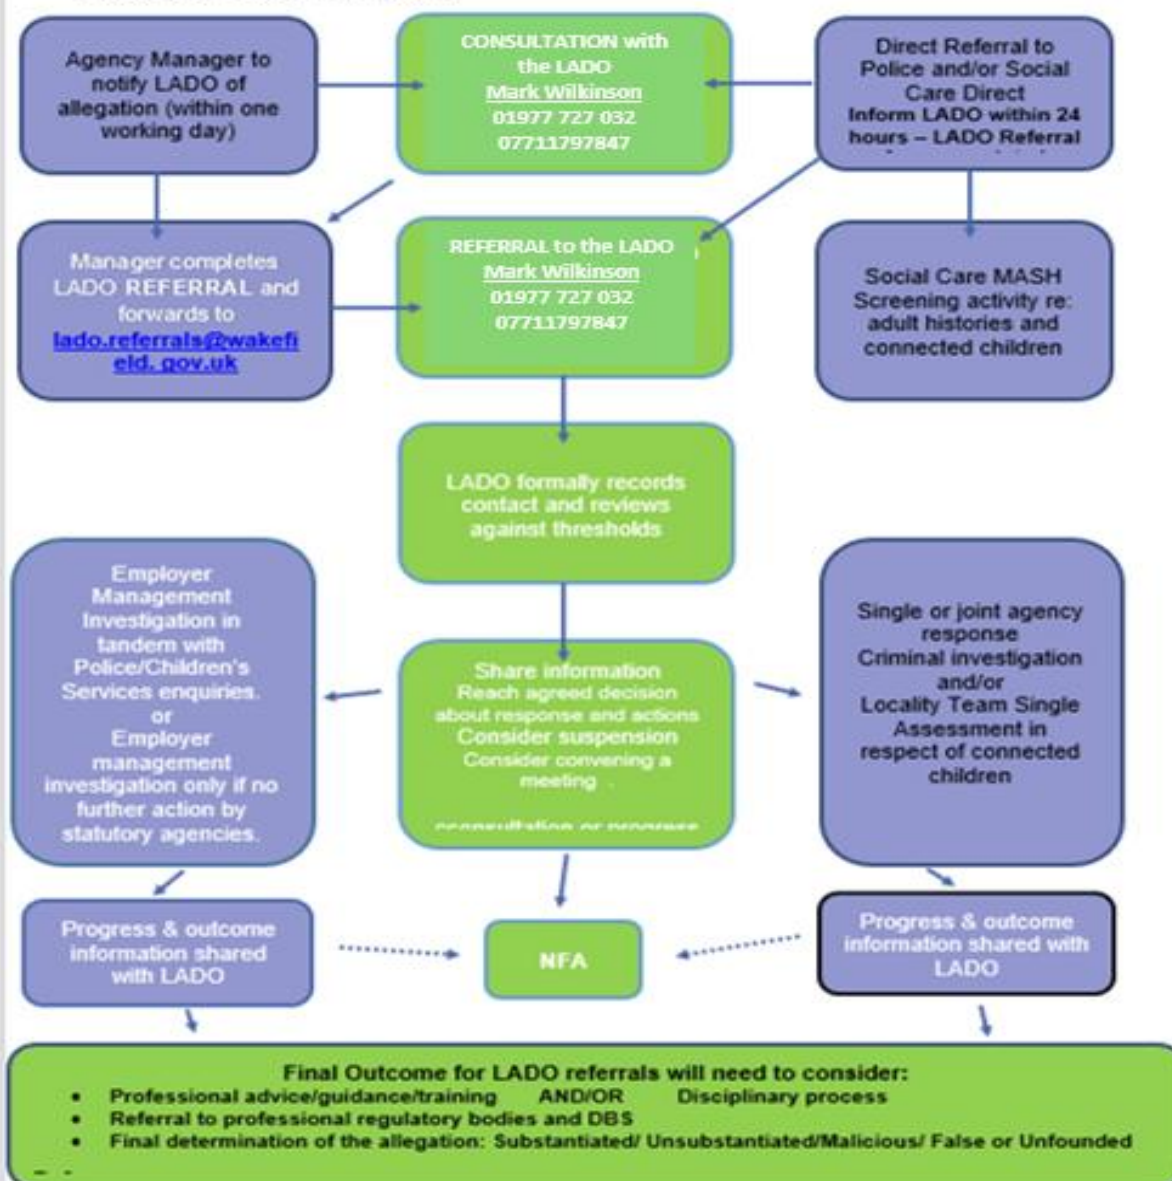 Agency Manager to
notify LADO of
allegation (within one
working day)
CONSULTATION with
the LADO
Mark Wilkinson
01977 727 032
07711797847
Direct Referral to
Police and/or Social
Care Direct
Inform LADO within 24
hours – LADO Referral
Manager completes
LADO REFERRAL and
forwards to
lado.referrals@wakefi
eld. gov.uk
REFERRAL to the LADO
Mark Wilkinson
01977 727 032
07711797847
Social Care MASH
Screening activity re:
adult histories and
connected children
LADO formally records
contact and reviews
against thresholds
Employer
Management
Investigation in
tandem with
Police/Children's
Services enquiries.
or
Employer
management
investigation only if no
further action by
statutory agencies.
Share information
Reach agreed decision
about response and actions
Consider suspension
Consider convening a
meeting .
consultation or progress
Single or joint agency
response
Criminal investigation
and/or
Locality Team Single
Assessment in
respect of connected
children
Progress & outcome
information shared
with LADO
NFA
Progress & outcome
information shared with
LADO
Final Outcome for LADO referrals will need to consider:
• Professional advice/guidance/training AND/OR Disciplinary process
• Referral to professional regulatory bodies and DBS
• Final determination of the allegation: Substantiated/ Unsubstantiated/Malicious/ False or Unfounded